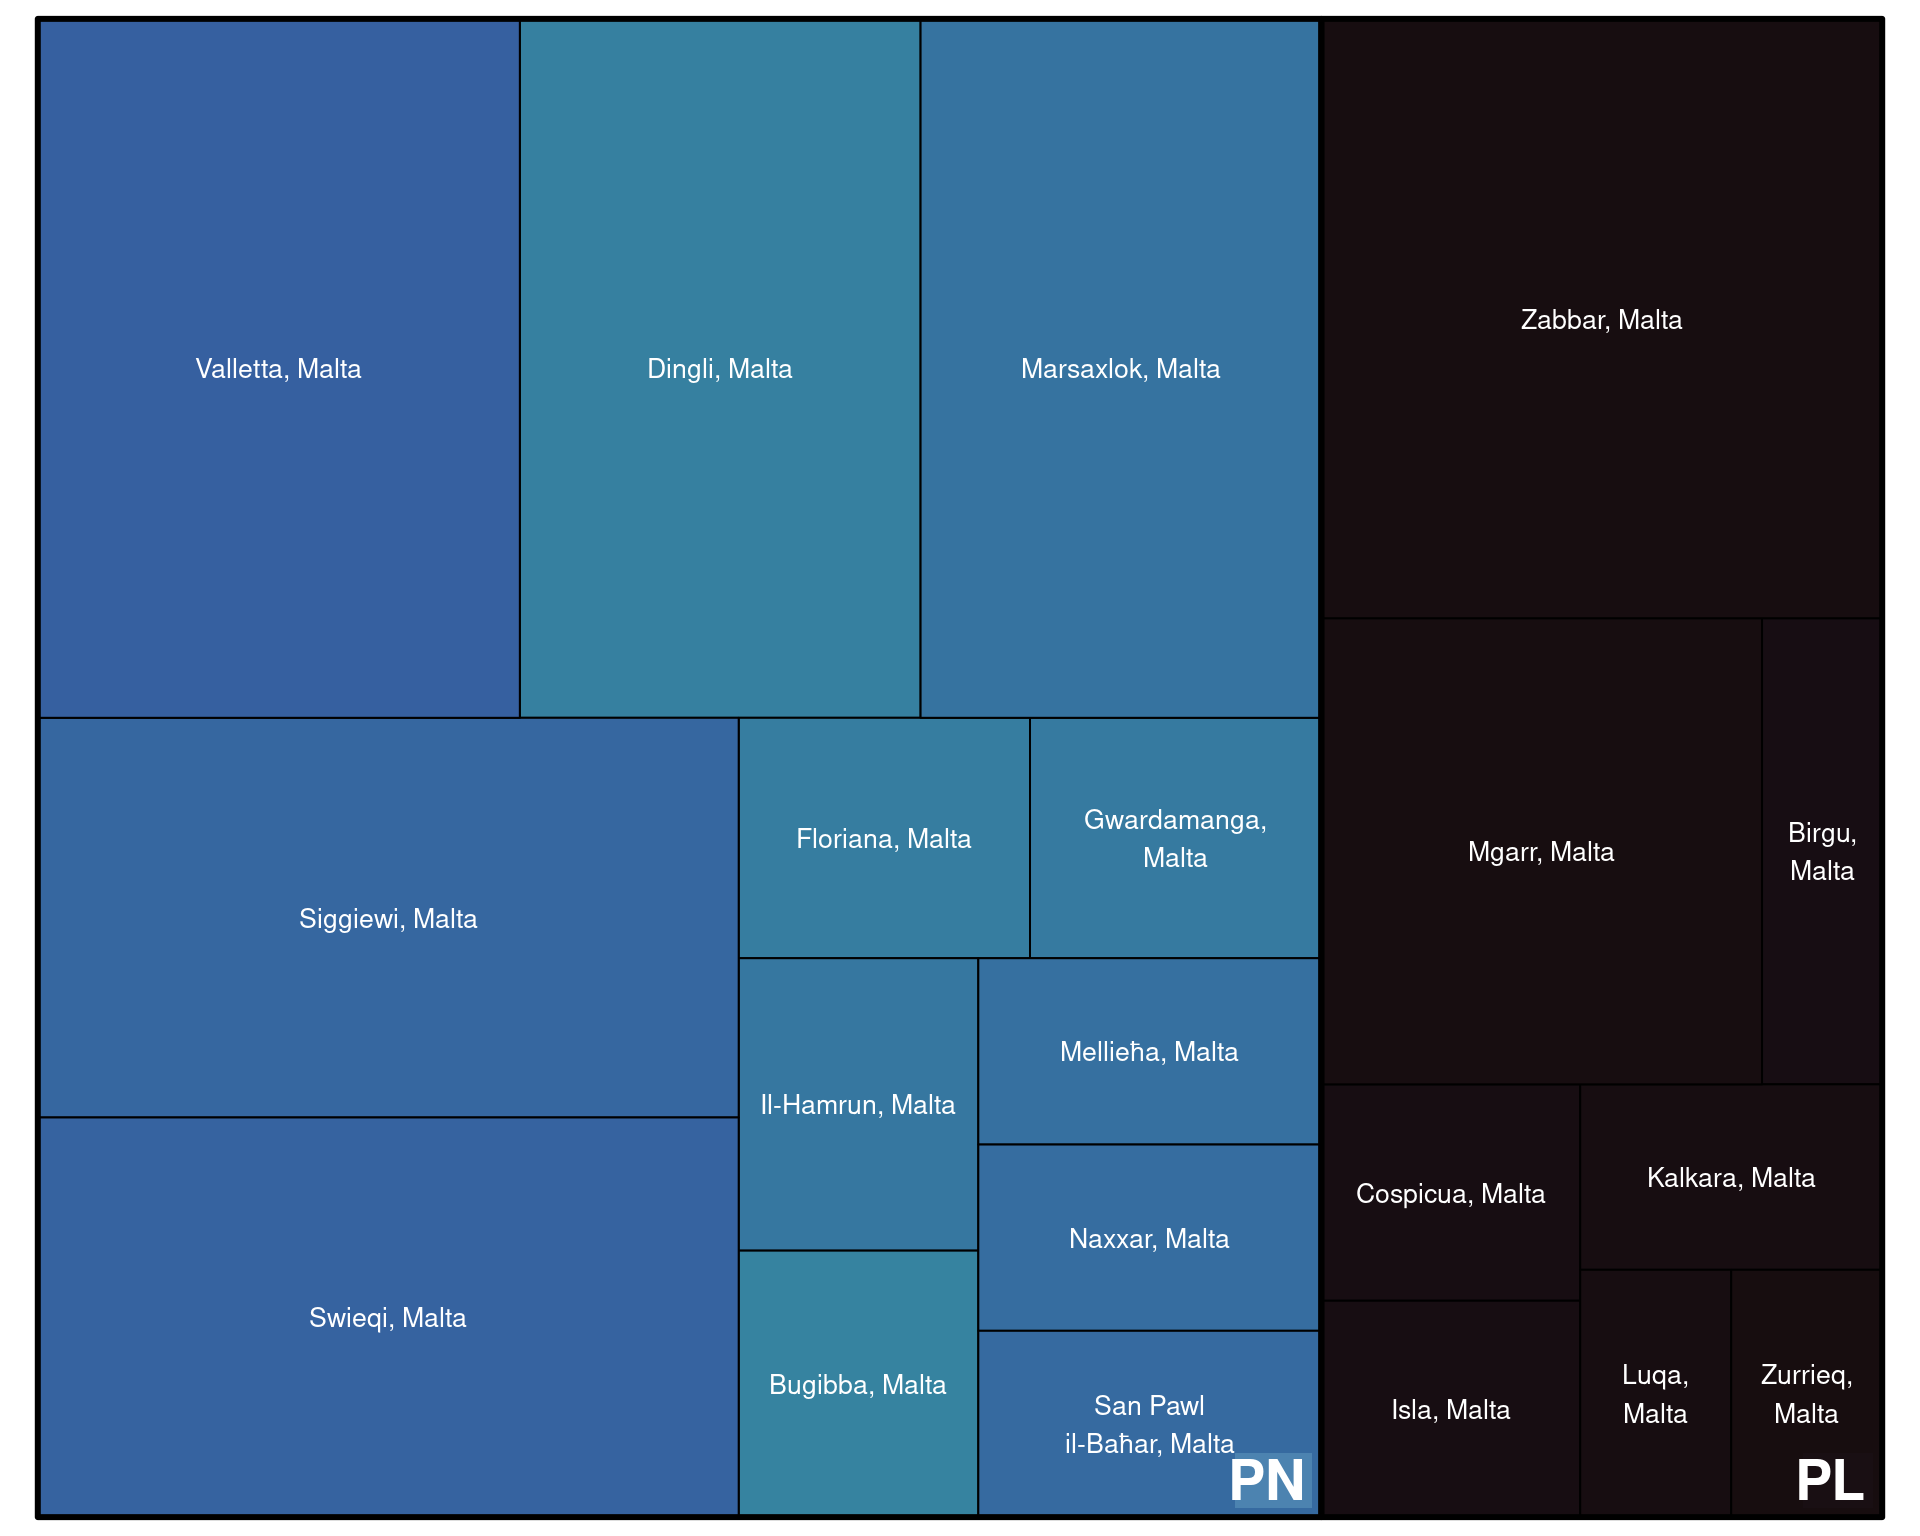 Valletta, Malta
Dingli, Malta
Marsaxlok, Malta
Zabbar, Malta
Siggiewi, Malta
Floriana, Malta
Gwardamanga,
Malta
Mgarr, Malta
Birgu,
Malta
Il-Hamrun, Malta
Mellieħa, Malta
Naxxar, Malta
Cospicua, Malta
Kalkara, Malta
Swieqi, Malta
Bugibba, Malta
San Pawl
il-Baħar, Malta
Isla, Malta
Luqa,
Malta
Zurrieq,
Malta
PN
PL